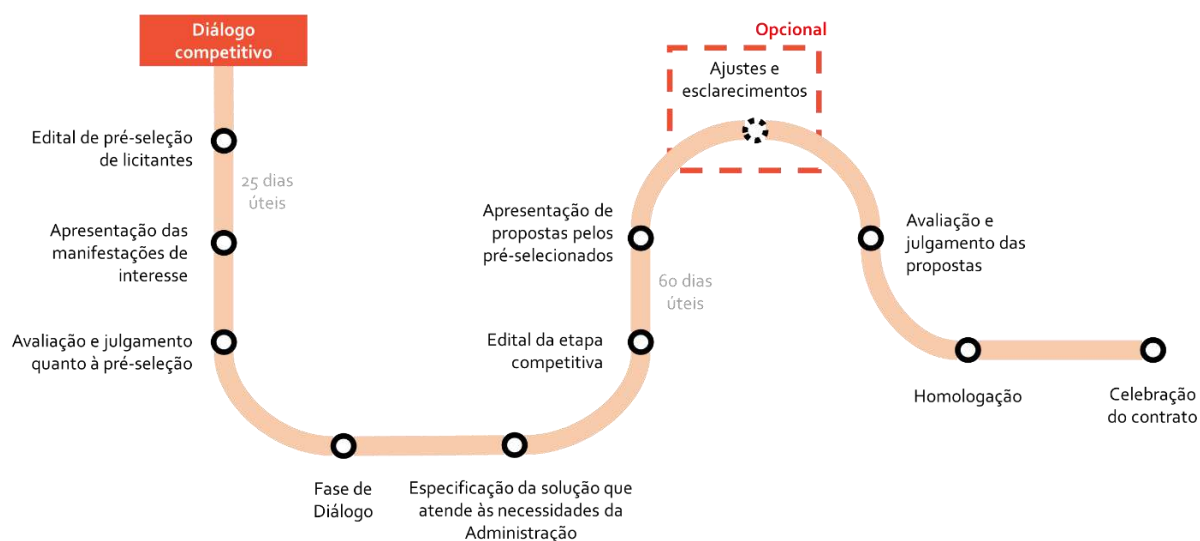 Diálogo
competitivo
Edital de pré-seleção
de licitantes
25 dias
úteis
Apresentação das
manifestações de
interesse
Avaliação e julgamento
quanto à pré-seleção
Fase de
Diálogo
Especificação da solução que
atende às necessidades da
Administração
Edital da etapa
competitiva
60 dias
úteis
Apresentação de
propostas pelos
pré-selecionados
Opcional
Ajustes e
esclarecimentos
Avaliação e
julgamento das
propostas
Homologação
Celebração
do contrato